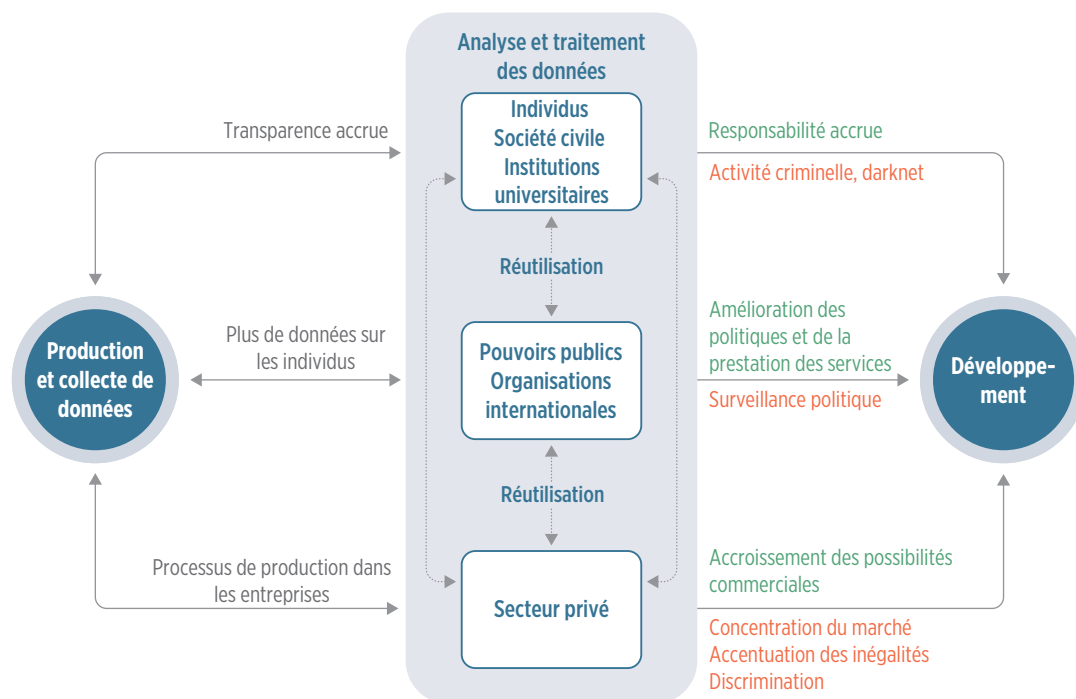 Analyse et traitement
des données
Individus
Société civile
Institutions
universitaires
Transparence accrue
Responsabilité accrue
Activité criminelle, darknet
Réutilisation
Production
et collecte de
données
Plus de données sur
les individus
Pouvoirs publics
Organisations
internationales
Amélioration des
politiques et de la
prestation des services
Surveillance politique
Développe-
ment
Réutilisation
Processus de production dans
les entreprises
Secteur privé
Accroissement des possibilités
commerciales
Concentration du marché
Accentuation des inégalités
Discrimination